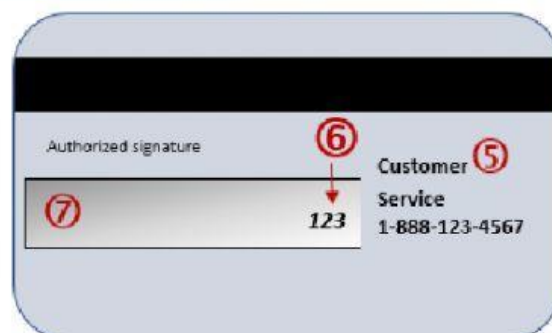 Authorized signature
⑥
Customer ⑤
Service
1-888-123-4567
⑦
123